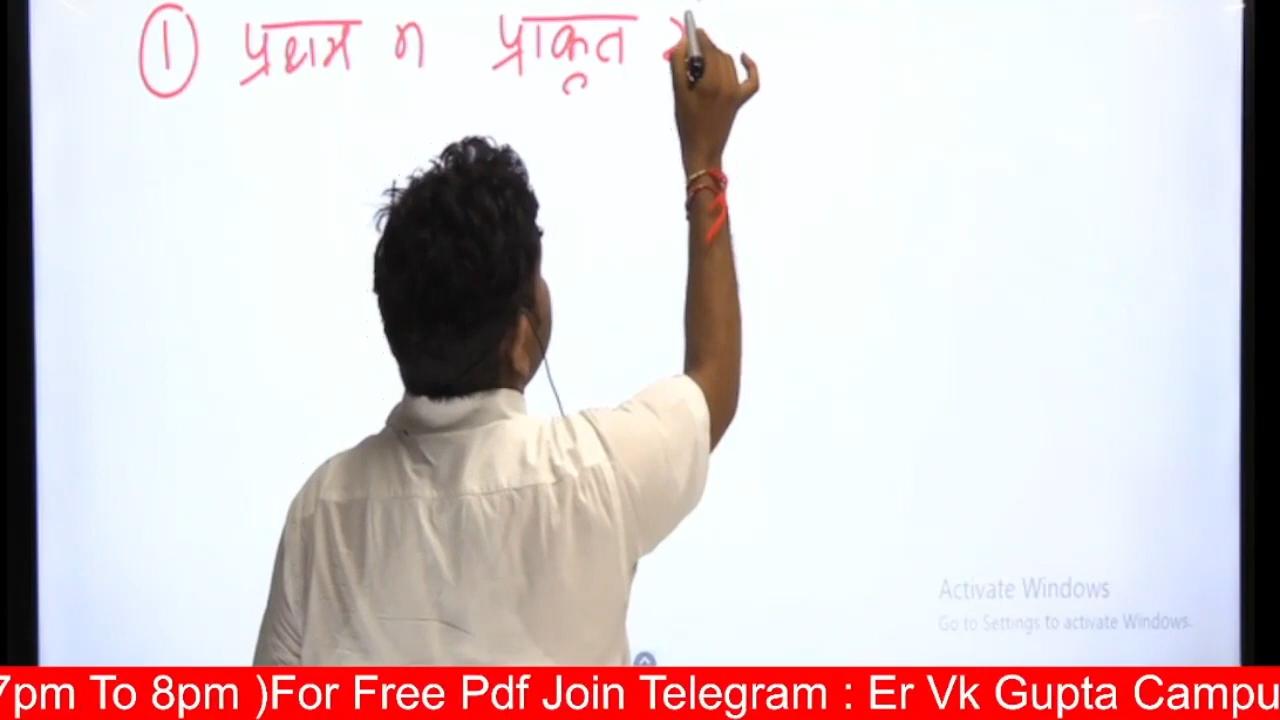 ① प्रथम n प्राकृत
Activate Windows
Go to Settings to activate Windows.
7pm To 8pm )For Free Pdf Join Telegram : Er Vk Gupta Campu